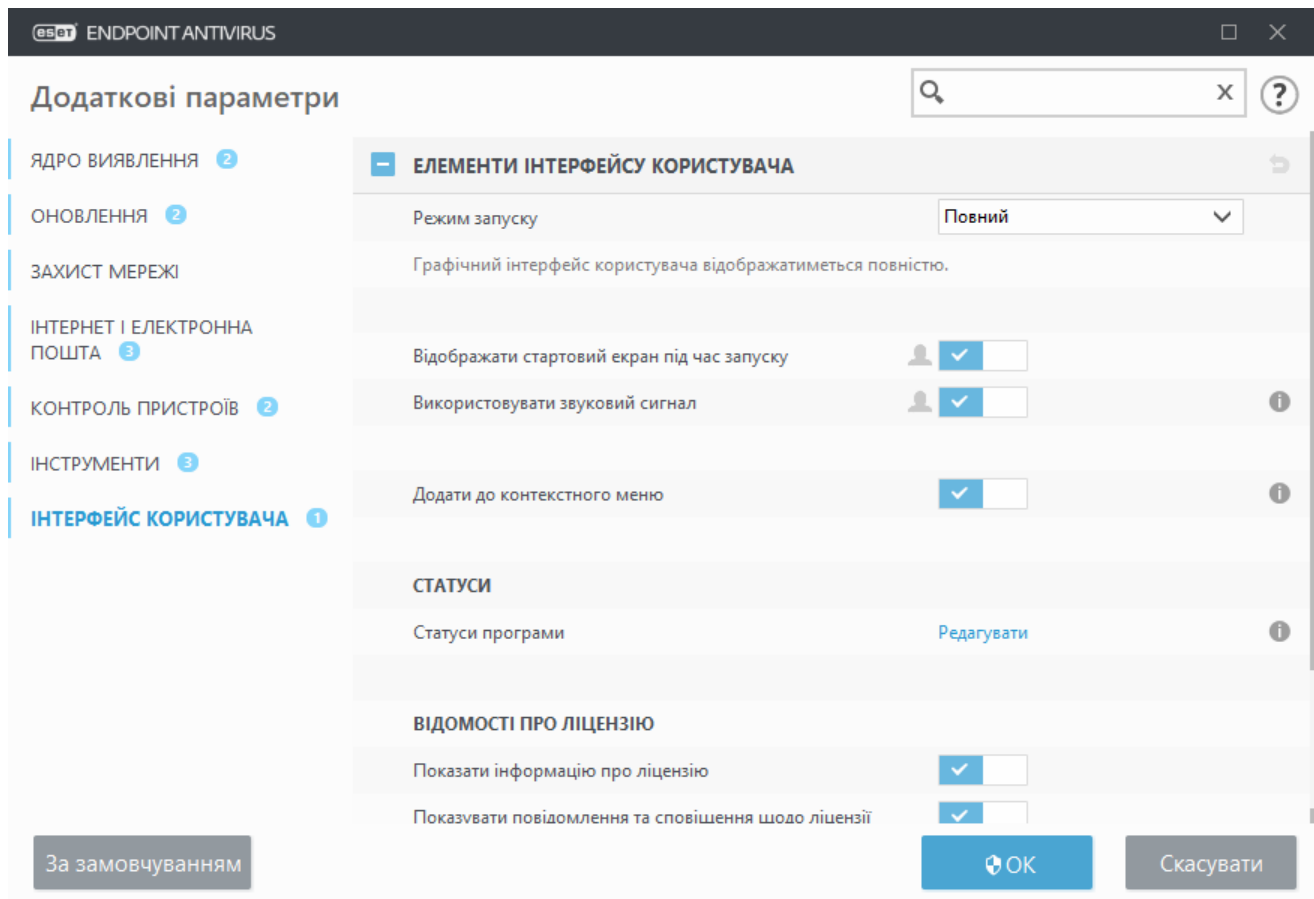 eset ENDPOINT ANTIVIRUS
Додаткові параметри
x
?
ЯДРО ВИЯВЛЕННЯ 2
ОНОВЛЕННЯ 2
ЗАХИСТ МЕРЕЖІ
ІНТЕРНЕТ І ЕЛЕКТРОННА
ПОШТА 3
КОНТРОЛЬ ПРИСТРОЇВ 2
ІНСТРУМЕНТИ 3
ІНТЕРФЕЙС КОРИСТУВАЧА 1
ЕЛЕМЕНТИ ІНТЕРФЕЙСУ КОРИСТУВАЧА
Режим запуску Повний
Графічний інтерфейс користувача відображатиметься повністю.
Відображати стартовий екран під час запуску
Використовувати звуковий сигнал
Додати до контекстного меню
СТАТУСИ
Статуси програми Редагувати
ВІДОМОСТІ ПРО ЛІЦЕНЗІЮ
Показати інформацію про ліцензію
Показувати повідомлення та сповіщення щодо ліцензії
За замовчуванням
OK
Скасувати